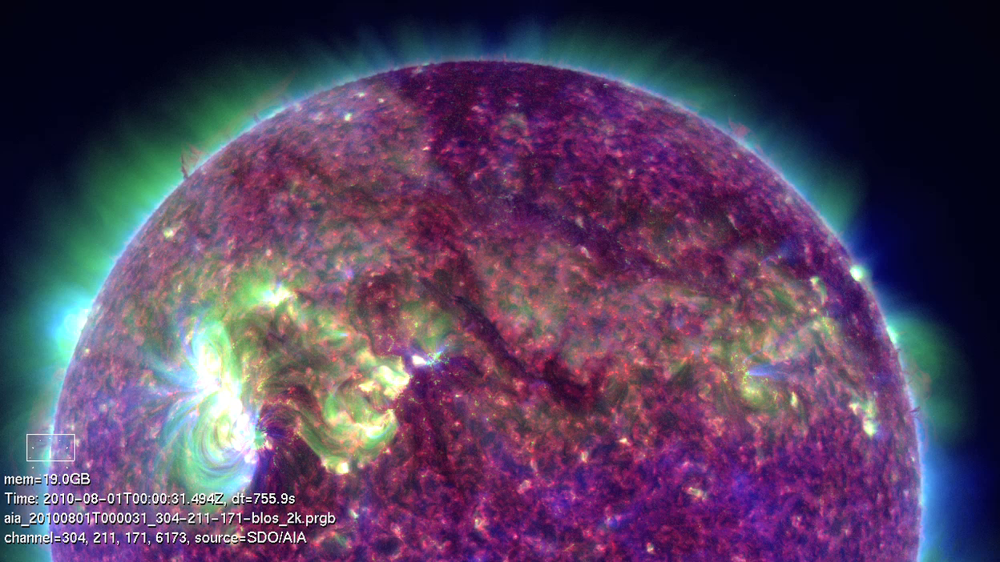 mem=19.0GB
Time: 2010-08-01T00:00:31.494Z, dt=755.9s
aia_20100801T000031_304-211-171-blos_2k.prgb
channel=304, 211, 171, 6173, source=SDO/AIA